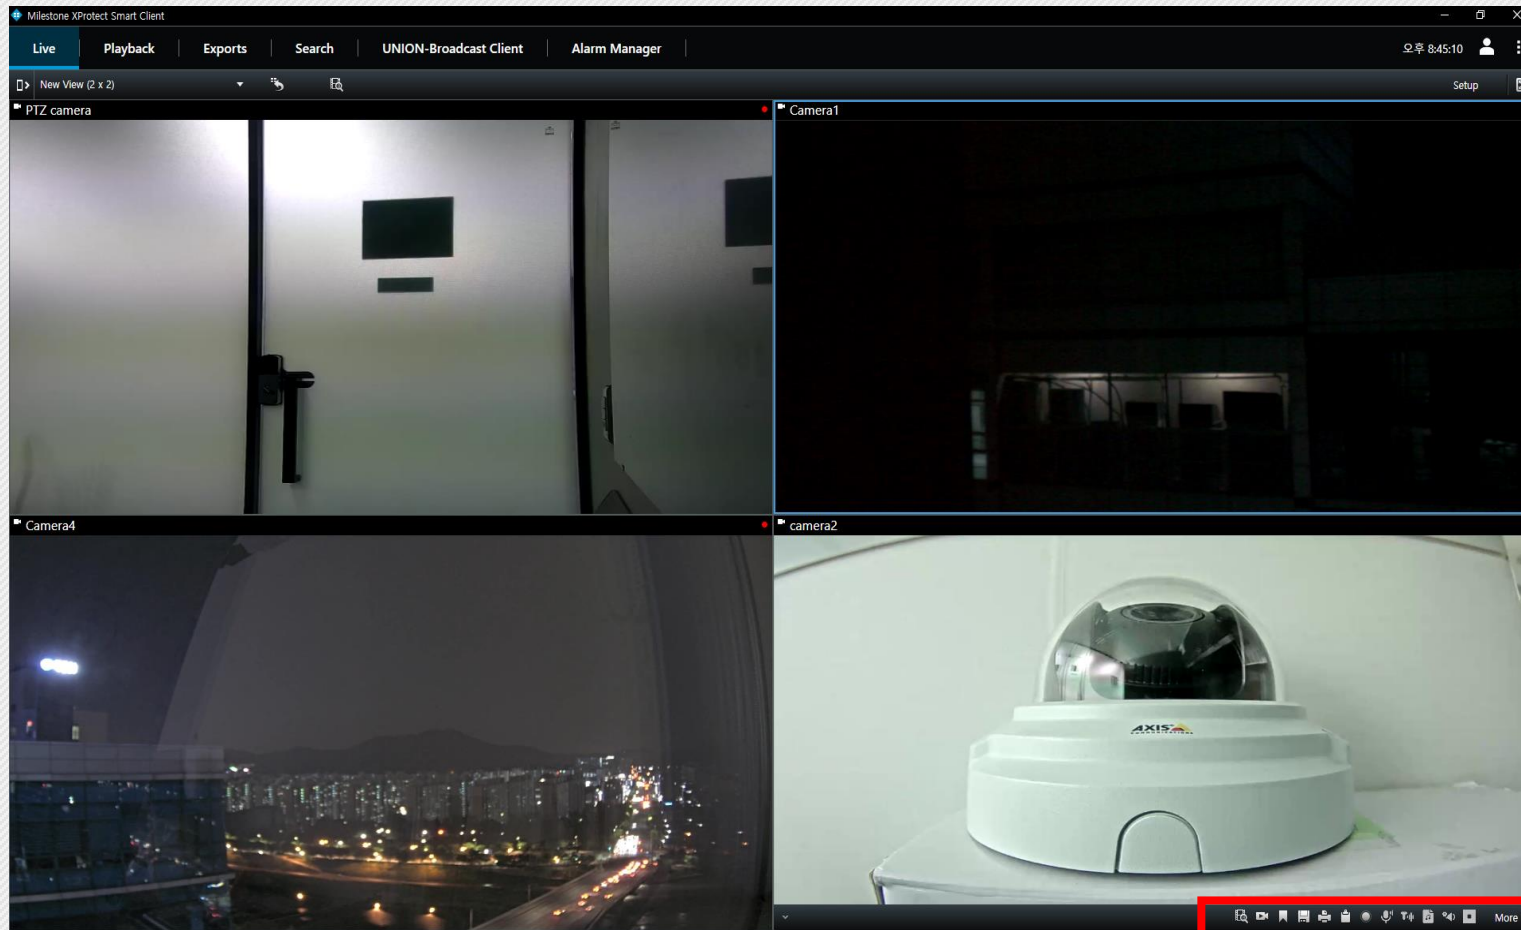 Milestone XProtect Smart Client
Live
Playback
Exports
Search
UNION-Broadcast Client
Alarm Manager
오후 8:45:10
New View (2 x 2)
Setup
PTZ camera
Camera1
Camera4
camera2
AXIS
COMMUNICATIONS
More